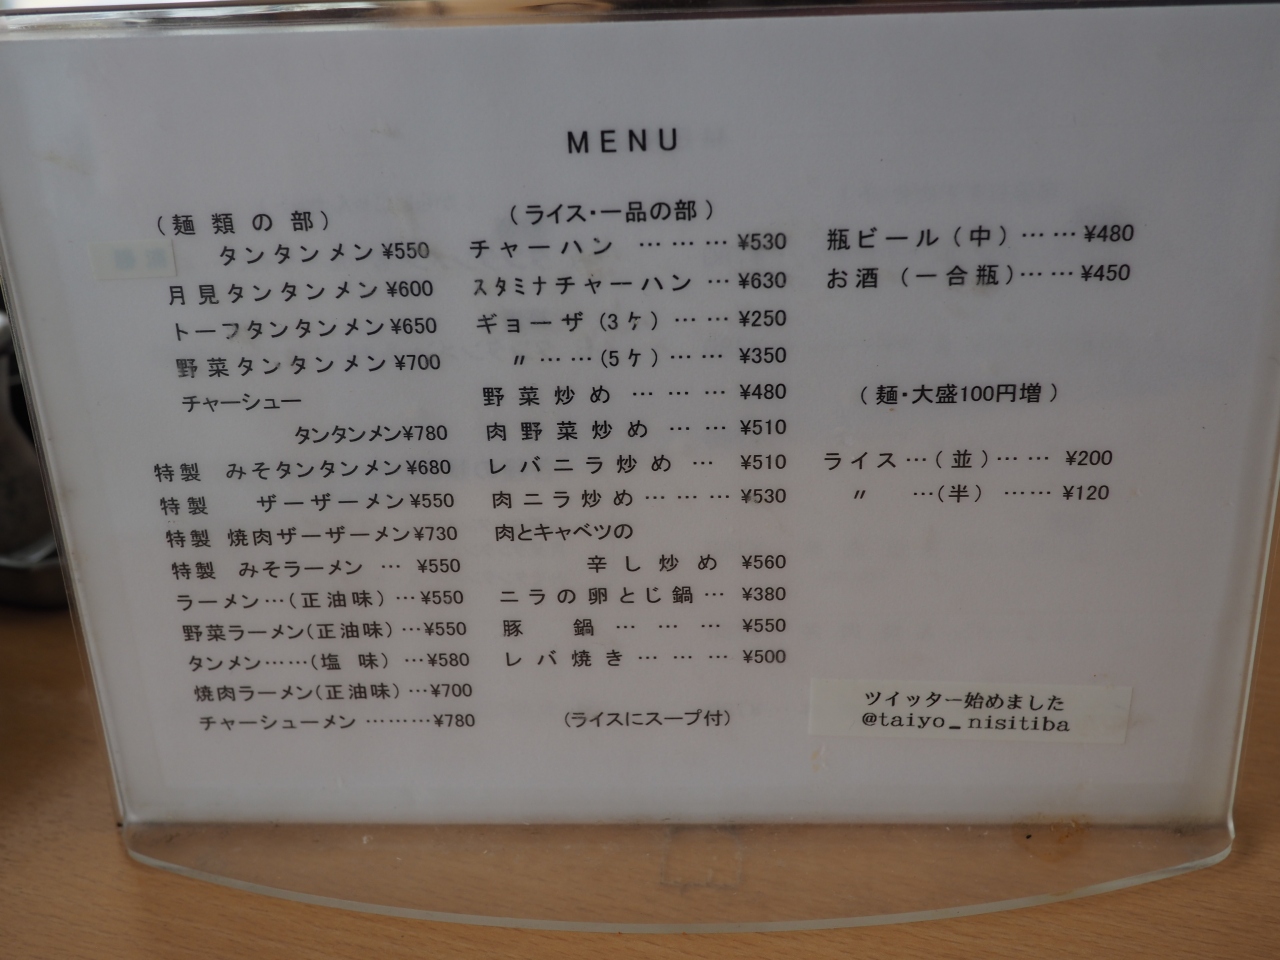 MENU
(麺類の部)
タンタンメン ¥550
月見タンタンメン ¥600
トーフタンタンメン ¥650
野菜タンタンメン ¥700
チャーシュー
タンタンメン¥780
特製 みそタンタンメン¥680
特製 ザーザーメン¥550
特製 焼肉ザーザーメン¥730
特製 みそラーメン … ¥550
ラーメン…(正油味)…¥550
野菜ラーメン(正油味)…¥550
タンメン……(塩 味)…¥580
焼肉ラーメン(正油味)…¥700
チャーシューメン ………¥780
(ライス・一品の部)
チャーハン ………¥530
スタミナチャーハン …¥630
ギョーザ(3ヶ)……¥250
〃 ……(5ケ)…… ¥350
野菜炒め ……… ¥480
肉野菜炒め …… ¥510
レバニラ炒め … ¥510
肉ニラ炒め……… ¥530
肉とキャベツの
辛し炒め ¥560
ニラの卵とじ鍋… ¥380
豚 鍋 ……… ¥550
レバ焼き ……… ¥500
(ライスにスープ付)
瓶ビール(中)……¥480
お酒(一合瓶)……¥450
(麺・大盛100円増)
ライス…(並)…… ¥200
〃 …(半) …… ¥120
ツイッター始めました
@taiyo_nisitiba